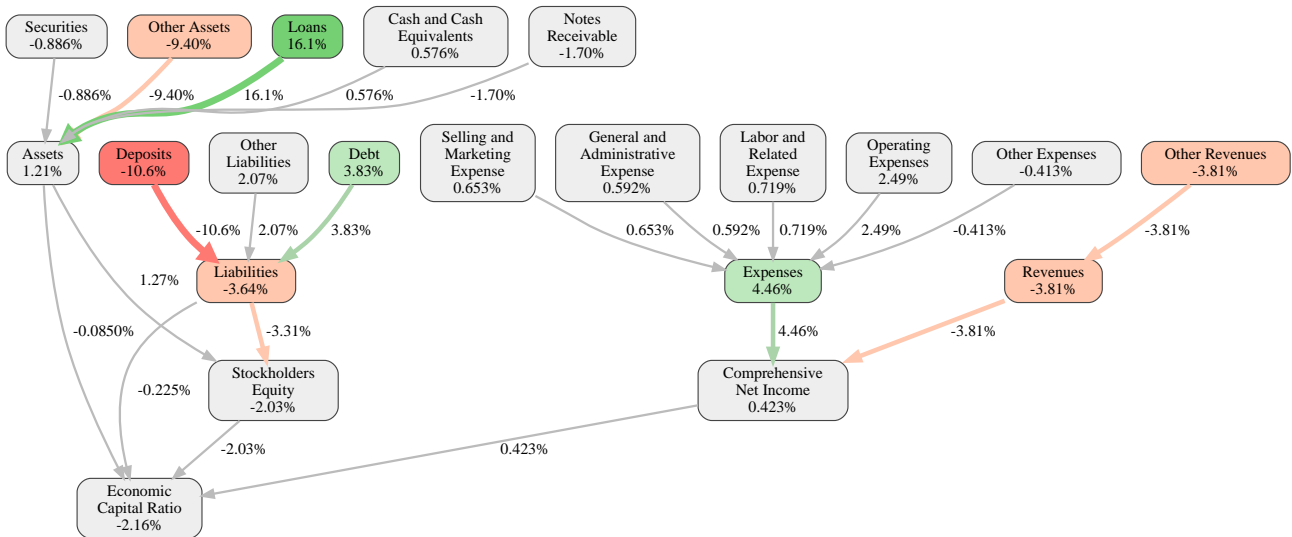 Securities
-0.886%
Other Assets
-9.40%
Loans
16.1%
Cash and Cash
Equivalents
0.576%
Notes
Receivable
-1.70%
-0.886%
-9.40%
16.1%
0.576%
-1.70%
Assets
1.21%
Deposits
-10.6%
Other
Liabilities
2.07%
Debt
3.83%
Selling and
Marketing
Expense
0.653%
General and
Administrative
Expense
0.592%
Labor and
Related
Expense
0.719%
Operating
Expenses
2.49%
Other Expenses
-0.413%
Other Revenues
-3.81%
-10.6%
2.07%
3.83%
0.653%
0.592%
0.719%
2.49%
-0.413%
-3.81%
1.27%
Liabilities
-3.64%
Expenses
4.46%
Revenues
-3.81%
-0.0850%
-3.31%
4.46%
-3.81%
-0.225%
Stockholders
Equity
-2.03%
Comprehensive
Net Income
0.423%
-2.03%
0.423%
Economic
Capital Ratio
-2.16%